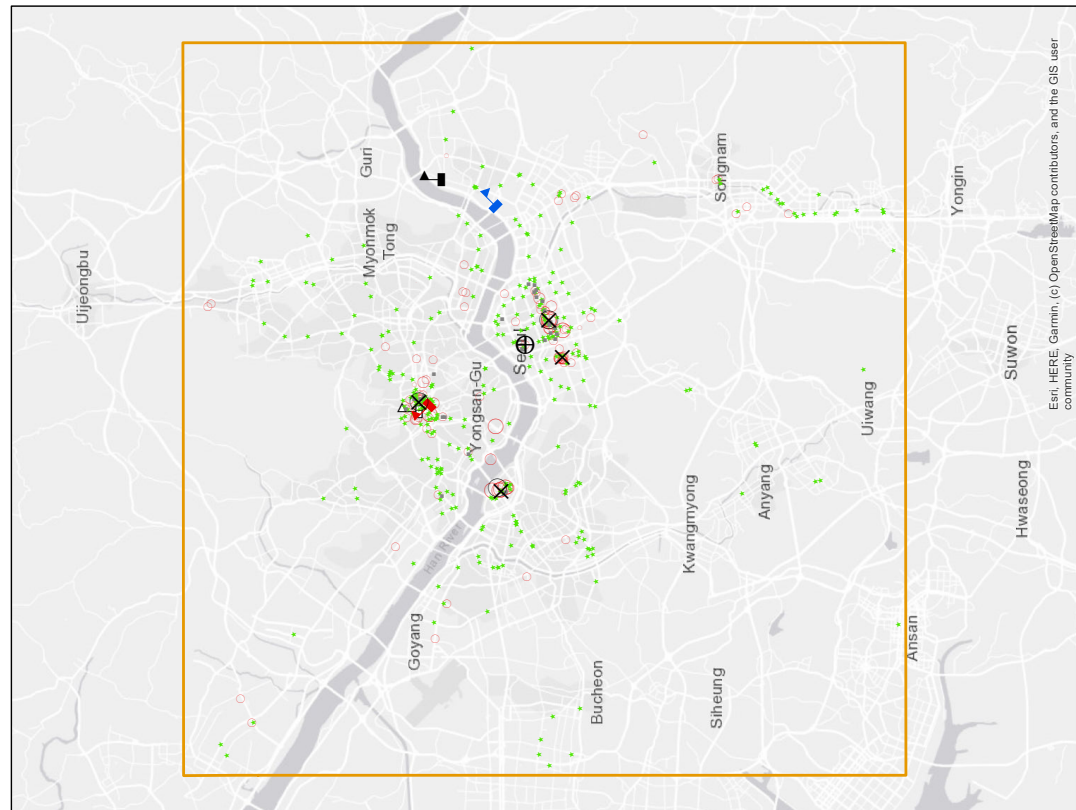 Uijeongbu
Guri
Myonmok
Tong
Songnam
Yongin
Yongsan-Gu
Han River
Goyang
Kwangmyong
Anyang
Uiwang
Suwon
Hwaseong
Bucheon
Siheung
Ansan
Esri, HERE, Garmin, (c) OpenStreetMap contributors, and the GIS user
community